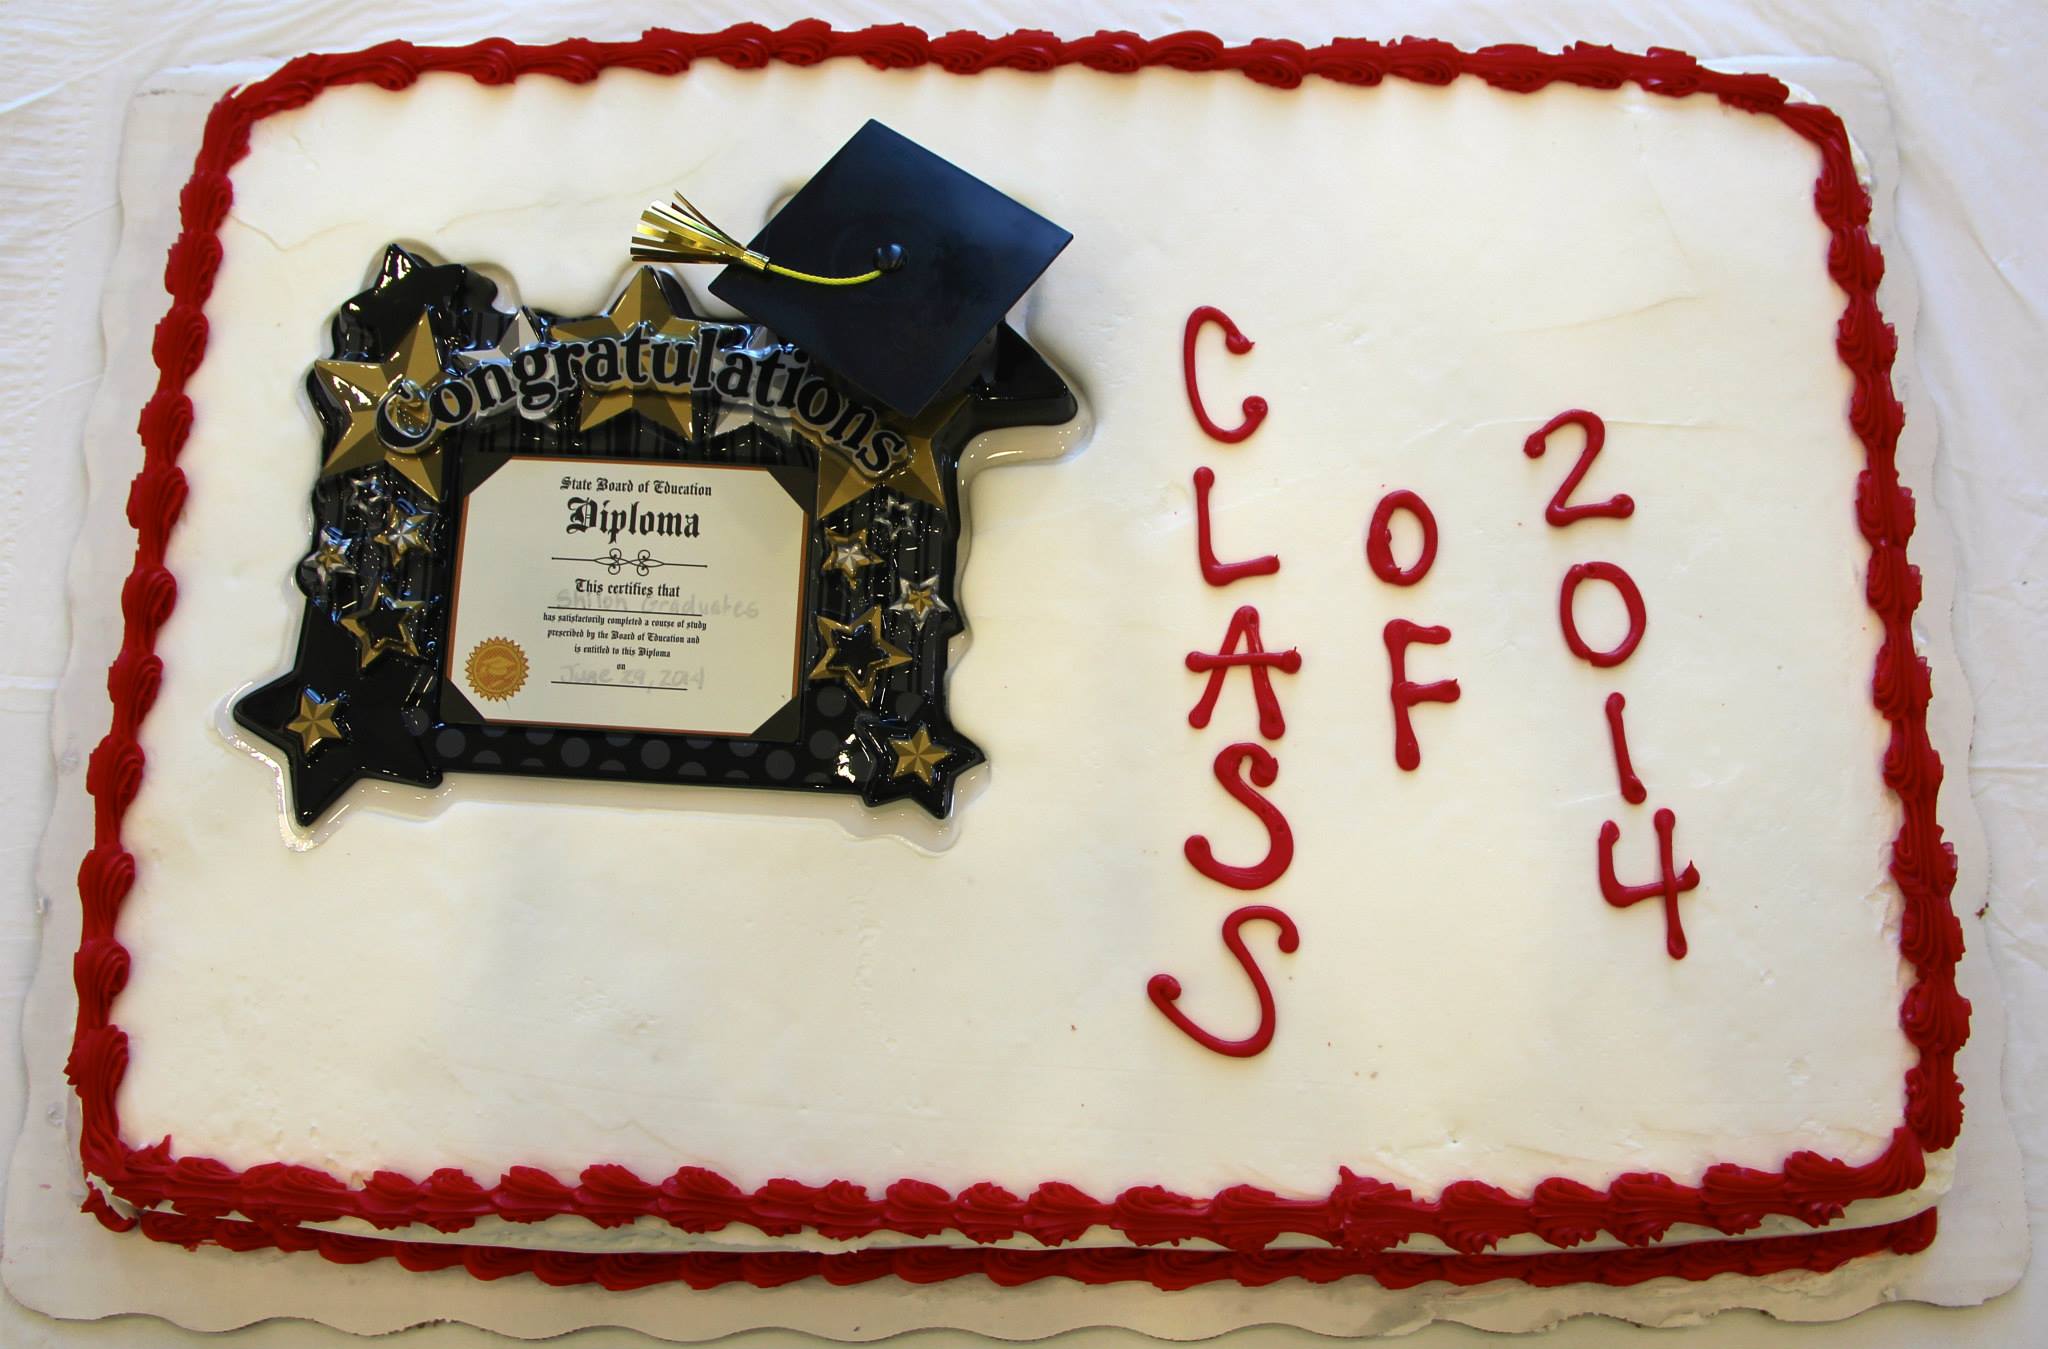 Congratulations
State Board of Education
Diploma
This certifies that
Shiloh Graduates
has satisfactorily completed a course of study
prescribed by the Board of Education and
is entitled to this Diploma
on
June 29, 2014
CLASS
OF
2014